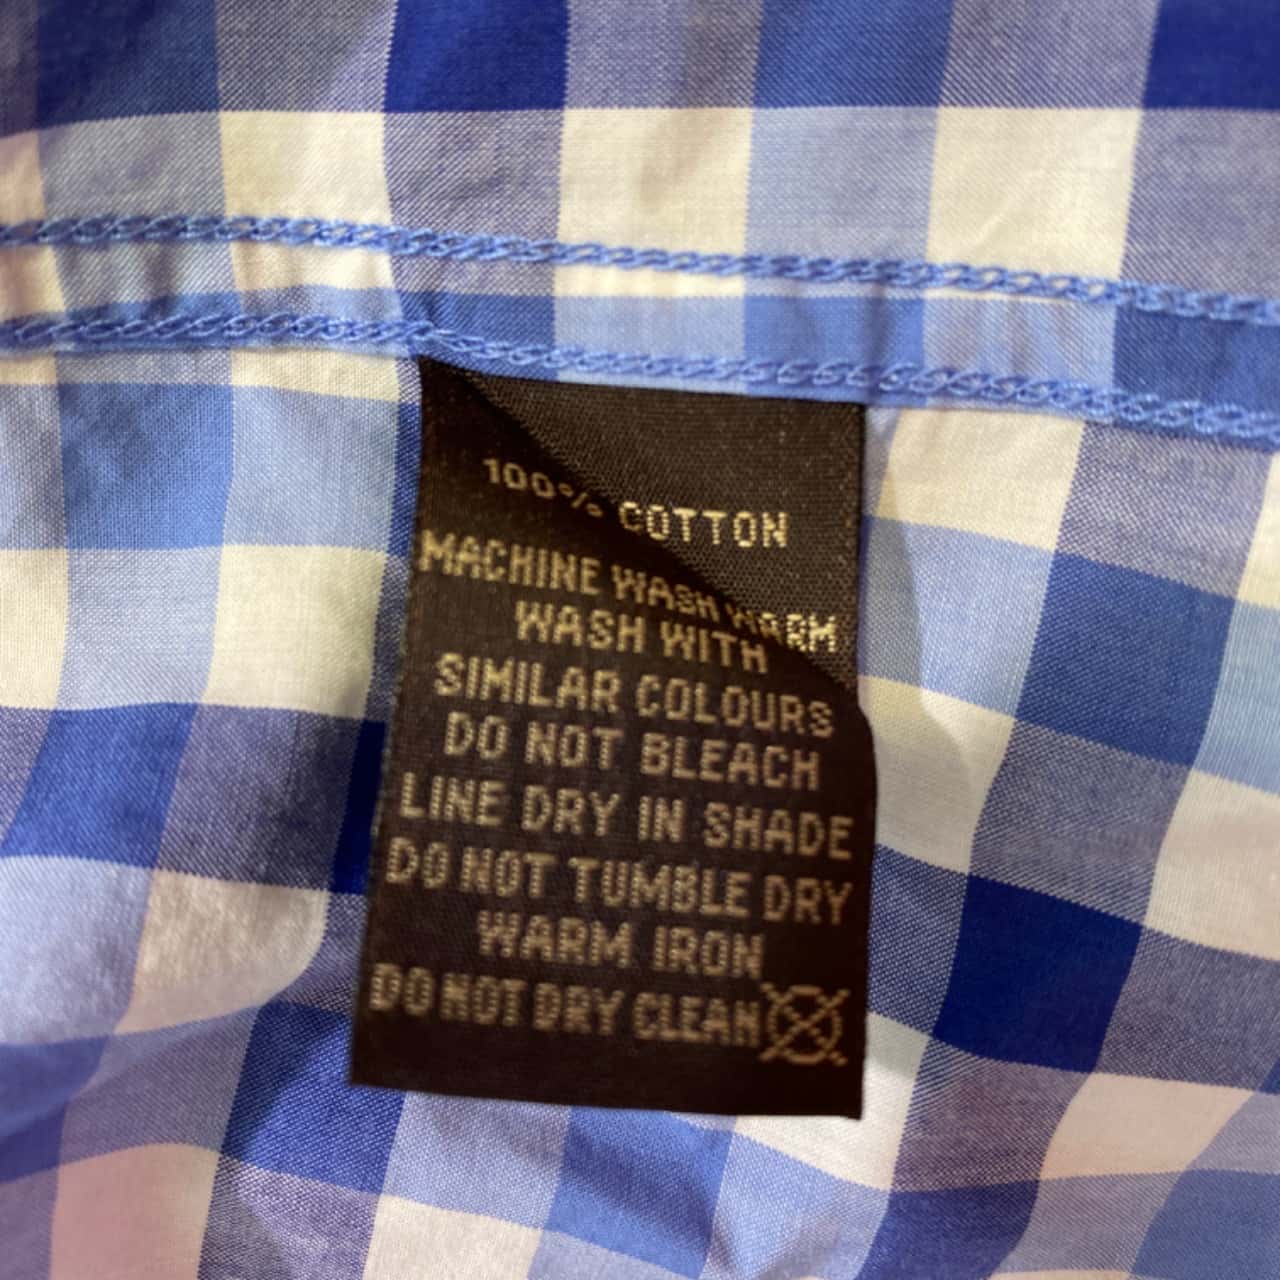 100% COTTON
MACHINE WASH WARM
WASH WITH
SIMILAR COLOURS
DO NOT BLEACH
LINE DRY IN SHADE
DO NOT TUMBLE DRY
WARM IRON
DO NOT DRY CLEAN